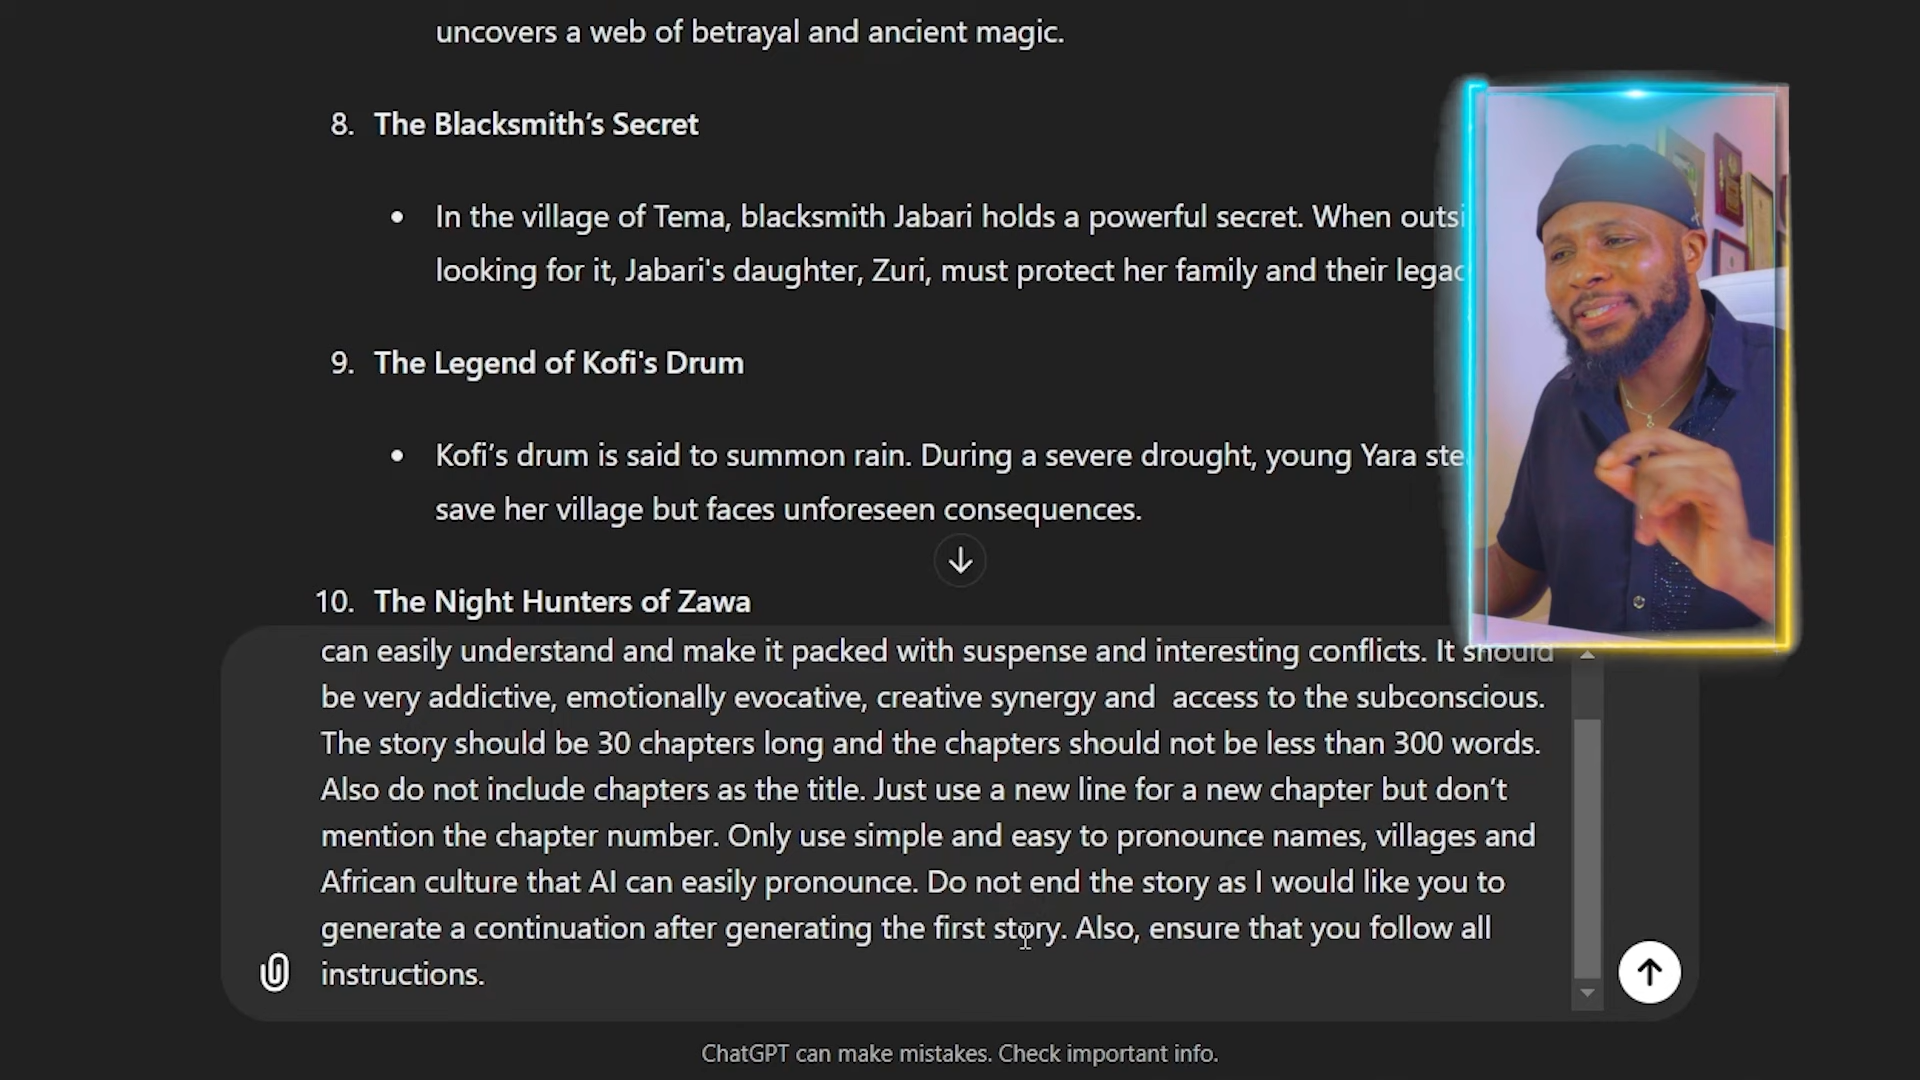 uncovers a web of betrayal and ancient magic.
8. The Blacksmith's Secret
• In the village of Tema, blacksmith Jabari holds a powerful secret. When
looking for it, Jabari's daughter, Zuri, must protect her family and their
9. The Legend of Kofi's Drum
• Kofi's drum is said to summon rain. During a severe drought, young Yara
save her village but faces unforeseen consequences.
10. The Night Hunters of Zawa
can easily understand and make it packed with suspense and interesting conflicts. It should
be very addictive, emotionally evocative, creative synergy and  access to the subconscious.
The story should be 30 chapters long and the chapters should not be less than 300 words.
Also do not include chapters as the title. Just use a new line for a new chapter but don't
mention the chapter number. Only use simple and easy to pronounce names, villages and
African culture that AI can easily pronounce. Do not end the story as I would like you to
generate a continuation after generating the first story. Also, ensure that you follow all
instructions.
ChatGPT can make mistakes. Check important info.